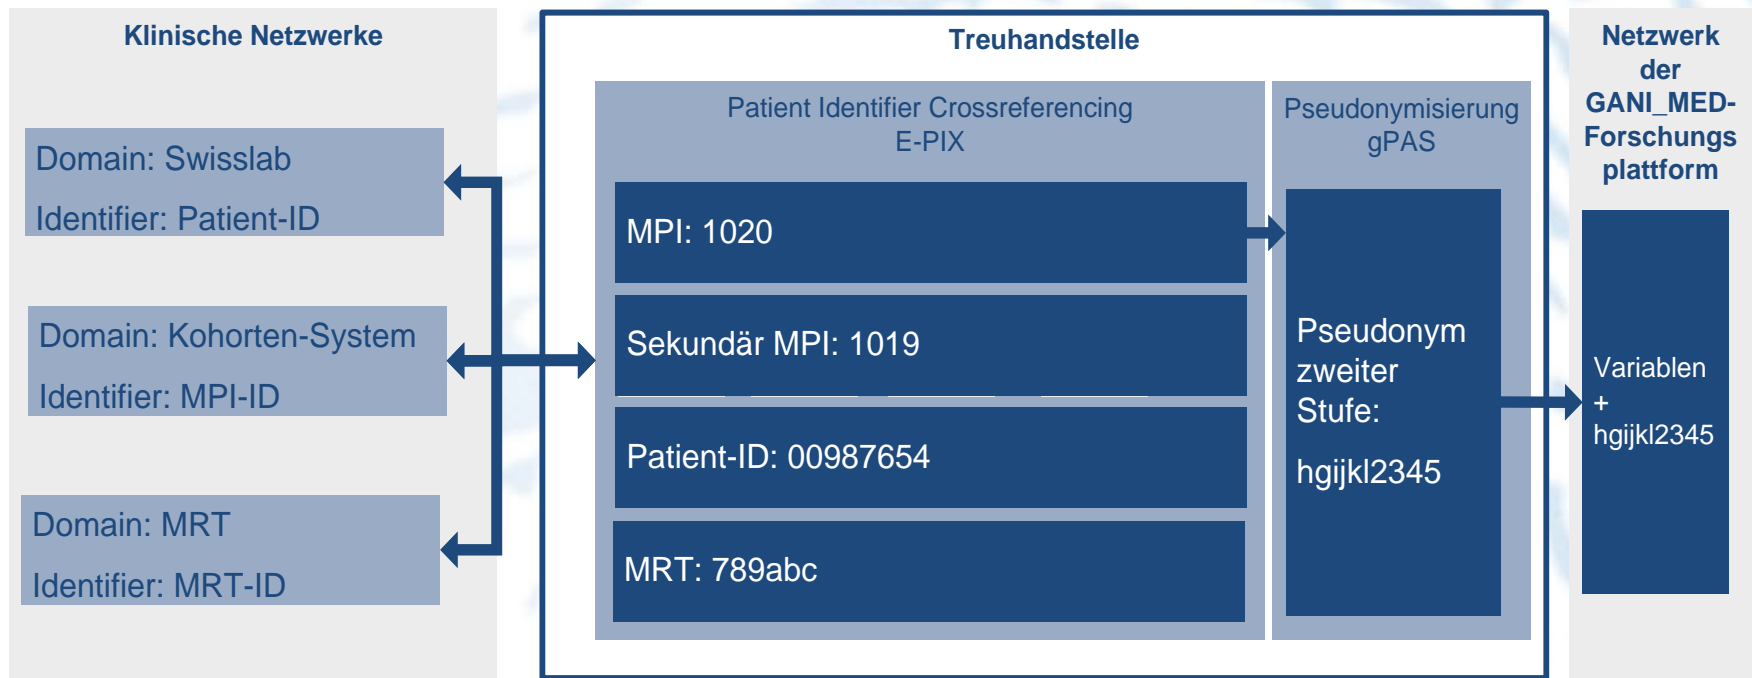 Klinische Netzwerke
Domain: Swisslab
Identifier: Patient-ID
Domain: Kohorten-System
Identifier: MPI-ID
Domain: MRT
Identifier: MRT-ID
Treuhandstelle
Patient Identifier Crossreferencing
E-PIX
MPI: 1020
Sekundär MPI: 1019
Patient-ID: 00987654
MRT: 789abc
Pseudonymisierung
gPAS
Pseudonym
zweiter
Stufe:
hgijkl2345
Netzwerk
der
GANI_MED-
Forschungs
plattform
Variablen
+
hgijkl2345